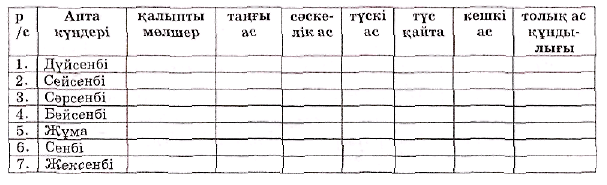 р Апта қалыпты таңғы сәске- түскі түс кешкі толық ас
/с күндері мөлшер ас лік ас ас қайта ас құнды-
лығы
1. Дүйсенбі
2. Сейсенбі
3. Сәрсенбі
4. Бейсенбі
5. Жұма
6. Сенбі
7. Жексенбі